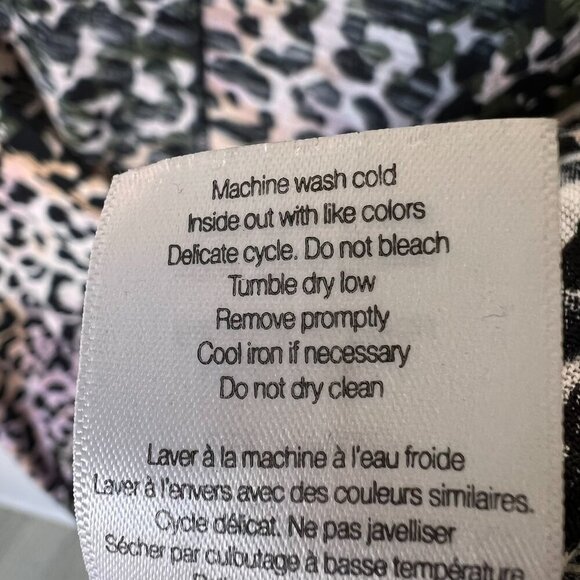 Machine wash cold
Inside out with like colors
Delicate cycle. Do not bleach
Tumble dry low
Remove promptly
Cool iron if necessary
Do not dry clean
Laver à la machine à l'eau froide
Laver à l'envers avec des couleurs similaires.
Cycle délicat. Ne pas javelliser
Sécher par culbutage à basse température